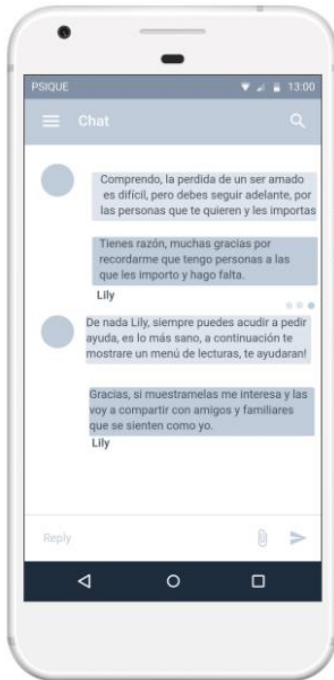 PSIQUE
13:00
Chat
Comprendo, la perdida de un ser amado
es difícil, pero debes seguir adelante, por
las personas que te quieren y les importas
Tienes razón, muchas gracias por
recordarme que tengo personas a las
que les importo y hago falta.
Lily
De nada Lily, siempre puedes acudir a pedir
ayuda, es lo más sano, a continuación te
mostrare un menú de lecturas, te ayudaran!
Gracias, si muestramelas me interesa y las
voy a compartir con amigos y familiares
que se sienten como yo.
Lily
Reply